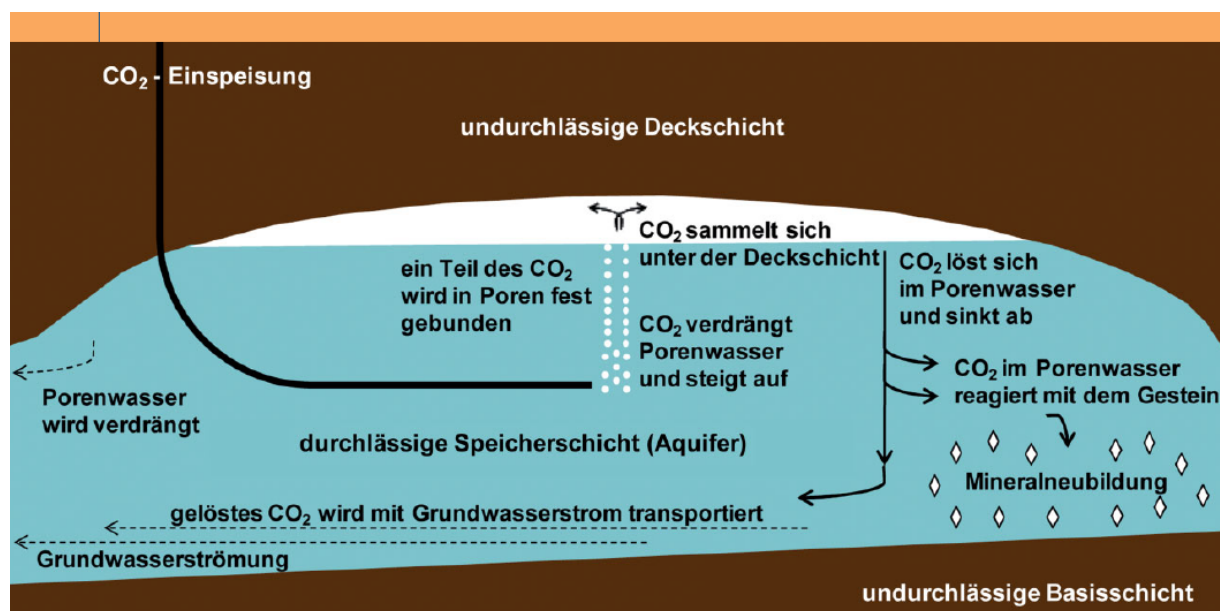 CO₂ - Einspeisung
undurchlässige Deckschicht
CO₂ sammelt sich
unter der Deckschicht
ein Teil des CO₂
wird in Poren fest
gebunden
CO₂ löst sich
im Porenwasser
und sinkt ab
CO₂ verdrängt
Porenwasser
und steigt auf
CO₂ im Porenwasser
reagiert mit dem Gestein
Porenwasser
wird verdrängt
durchlässige Speicherschicht (Aquifer)
Mineralneubildung
gelöstes CO₂ wird mit Grundwasserstrom transportiert
Grundwasserströmung
undurchlässige Basisschicht